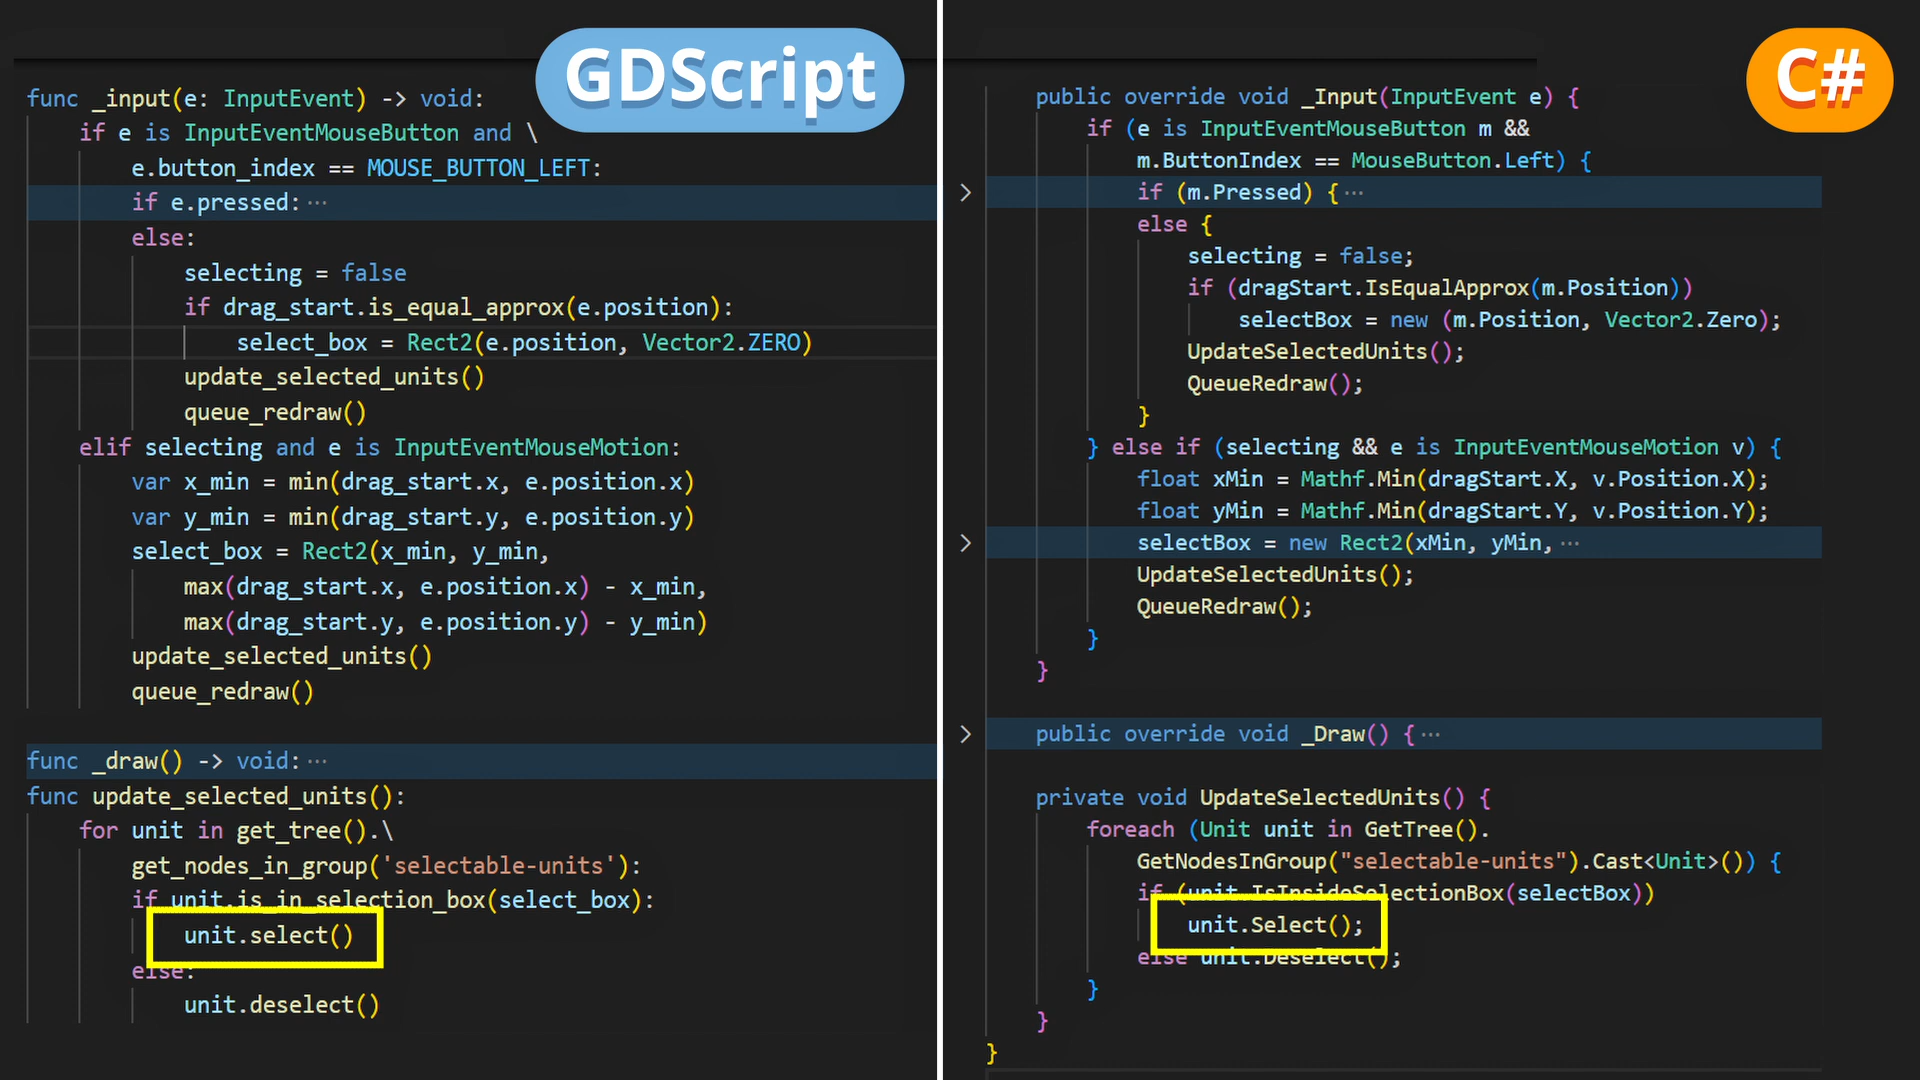 GDScript
func _input(e: InputEvent) -> void:
    if e is InputEventMouseButton and \
        e.button_index == MOUSE_BUTTON_LEFT:
        if e.pressed:···
        else:
            selecting = false
            if drag_start.is_equal_approx(e.position):
                select_box = Rect2(e.position, Vector2.ZERO)
            update_selected_units()
            queue_redraw()
    elif selecting and e is InputEventMouseMotion:
        var x_min = min(drag_start.x, e.position.x)
        var y_min = min(drag_start.y, e.position.y)
        select_box = Rect2(x_min, y_min,
            max(drag_start.x, e.position.x) - x_min,
            max(drag_start.y, e.position.y) - y_min)
        update_selected_units()
        queue_redraw()
func _draw() -> void:···
func update_selected_units():
    for unit in get_tree().\
        get_nodes_in_group('selectable-units'):
        if unit.is_in_selection_box(select_box):
            unit.select()
        else:
            unit.deselect()
C#
public override void _Input(InputEvent e) {
    if (e is InputEventMouseButton m &&
        m.ButtonIndex == MouseButton.Left) {
        if (m.Pressed) {···
        else {
            selecting = false;
            if (dragStart.IsEqualApprox(m.Position))
                selectBox = new (m.Position, Vector2.Zero);
            UpdateSelectedUnits();
            QueueRedraw();
        }
    } else if (selecting && e is InputEventMouseMotion v) {
        float xMin = Mathf.Min(dragStart.X, v.Position.X);
        float yMin = Mathf.Min(dragStart.Y, v.Position.Y);
        selectBox = new Rect2(xMin, yMin,···
        UpdateSelectedUnits();
        QueueRedraw();
    }
}
public override void _Draw() {···
private void UpdateSelectedUnits() {
    foreach (Unit unit in GetTree().
        GetNodesInGroup("selectable-units").Cast<Unit>()) {
        if (unit.IsInsideSelectionBox(selectBox))
            unit.Select();
        else unit.Deselect();
    }
}
}